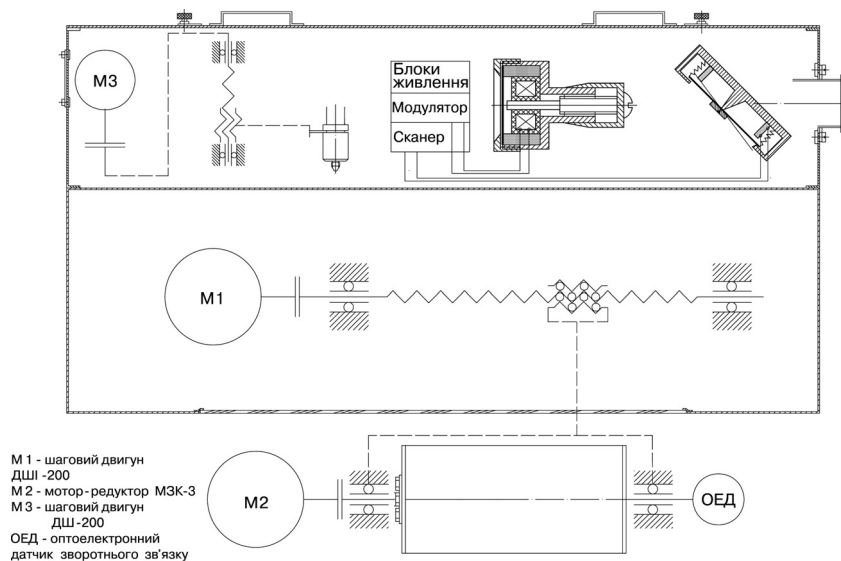 М3
Блоки
живлення
Модулятор
Сканер
М1
М 1 - шаговий двигун
ДШІ -200
М 2 - мотор-редуктор МЗК-3
М 3 - шаговий двигун
ДШ-200
ОЕД - оптоелектронний
датчик зворотнього зв'язку
М2
ОЕД